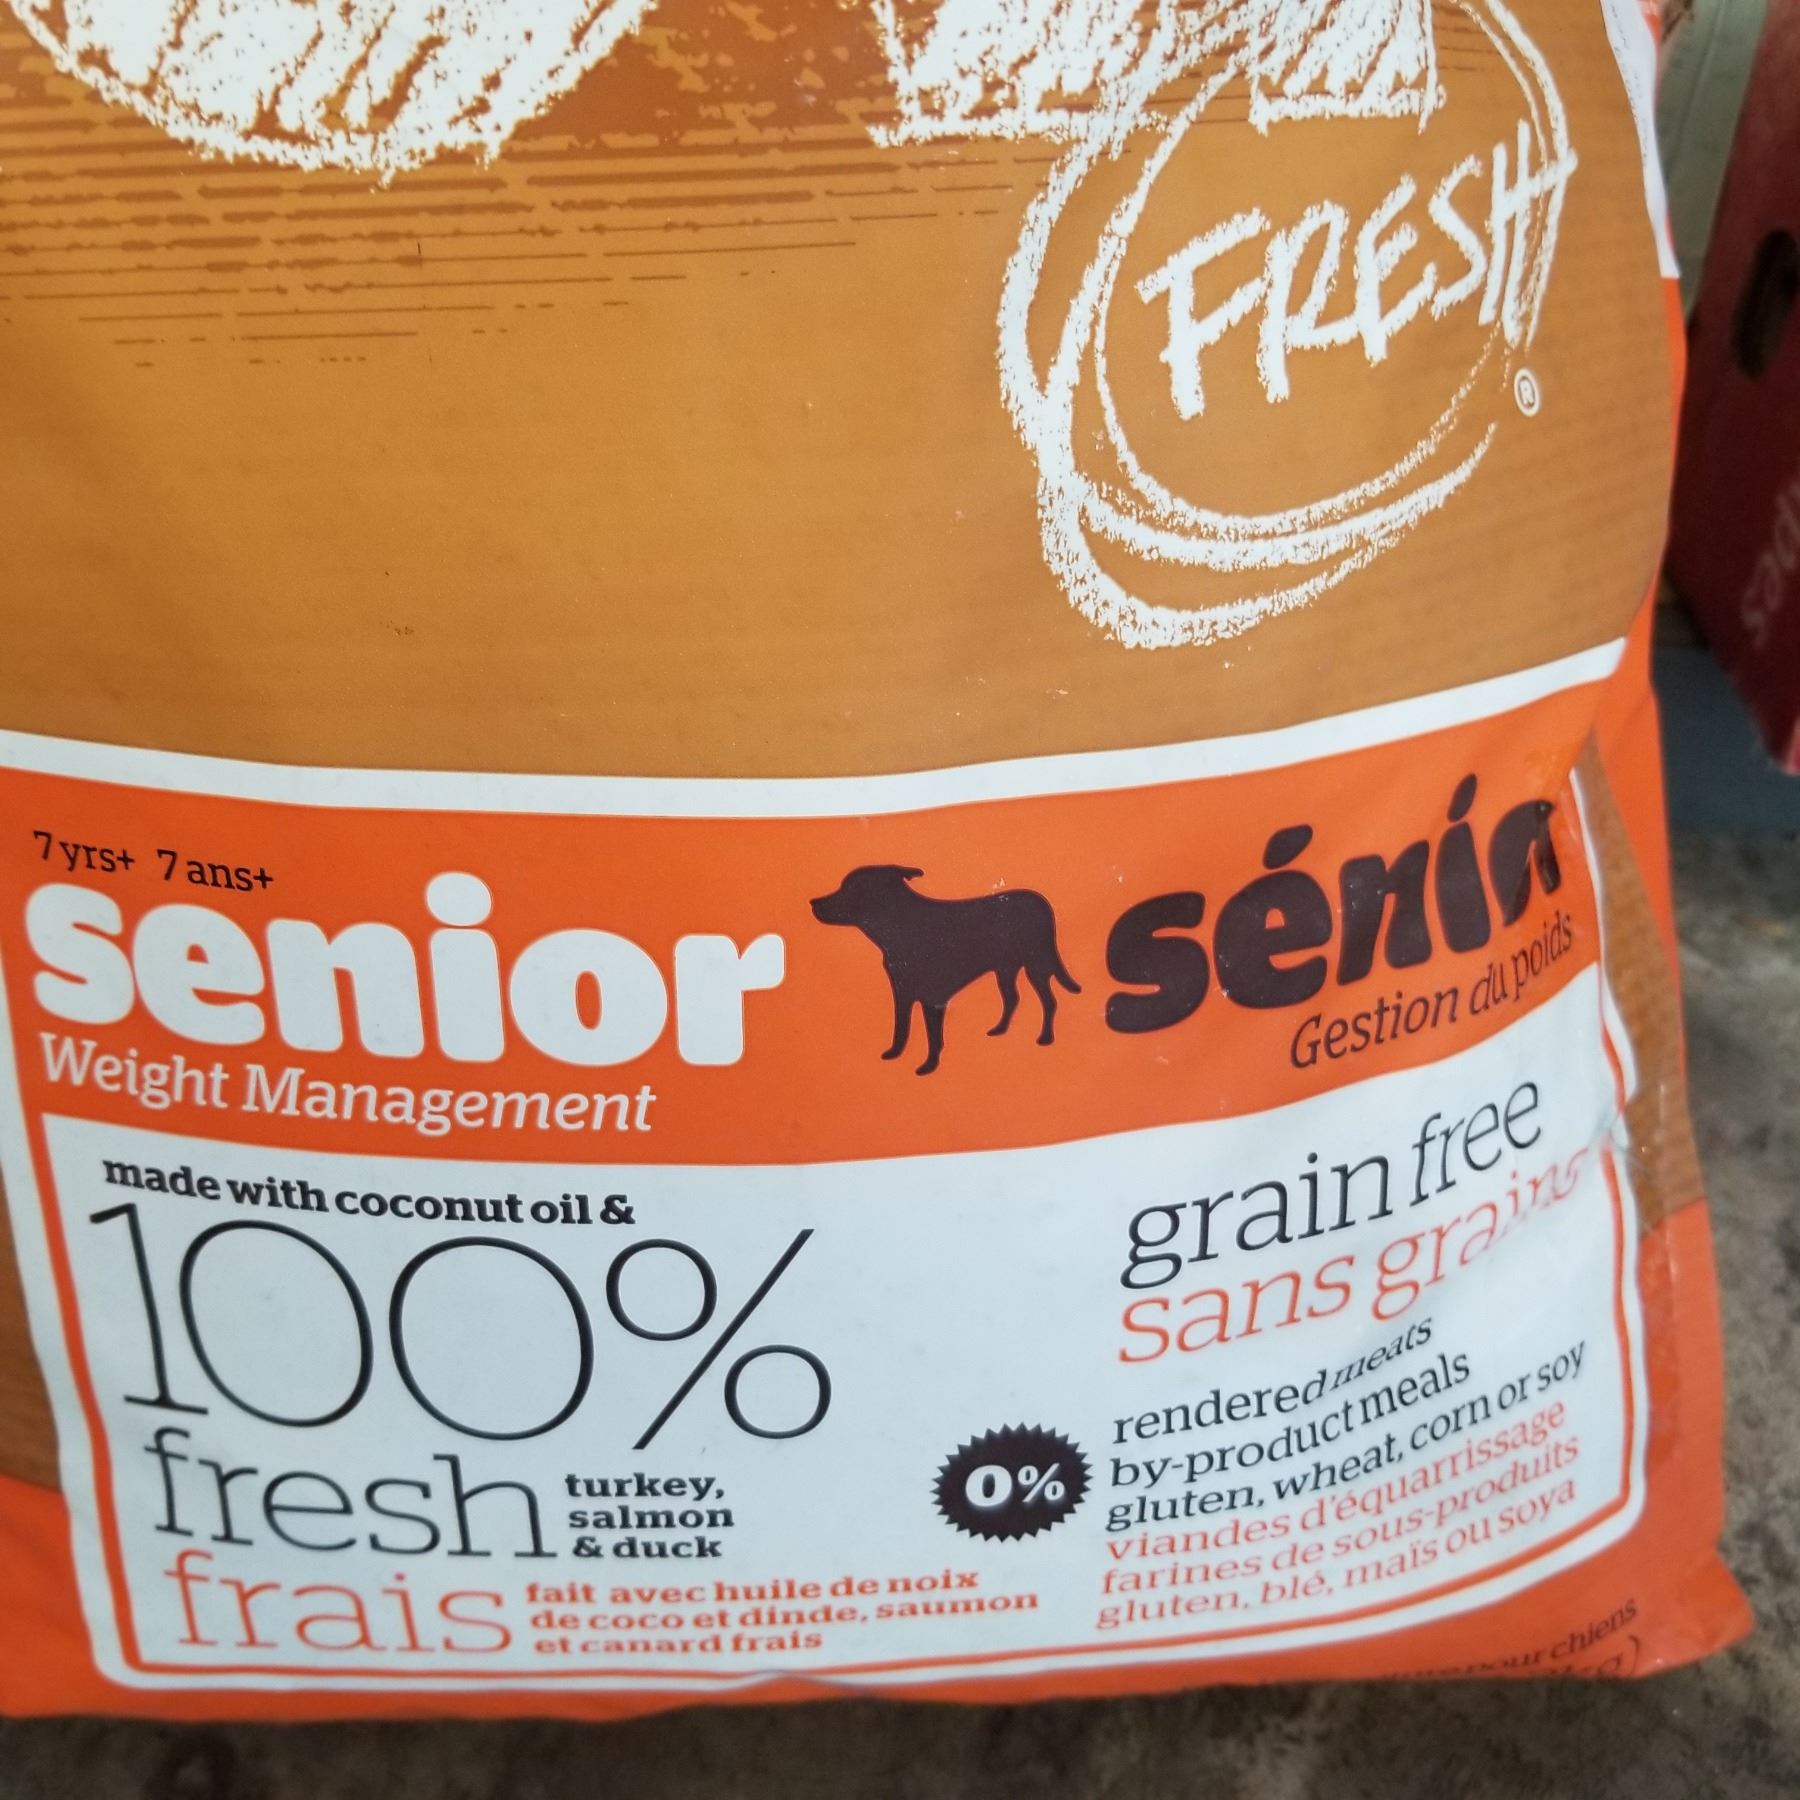 FRESH
®
7 yrs+ 7 ans+
senior
Weight Management
sénior
Gestion du poids
made with coconut oil &
100%
fresh
turkey,
salmon
& duck
frais
fait avec huile de noix
de coco et dinde, saumon
et canard frais
grain free
sans grains
0%
rendered meats
by-product meals
gluten, wheat, corn or soy
viandes d'équarrissage
farines de sous-produits
gluten, blé, maïs ou soya
pour chiens